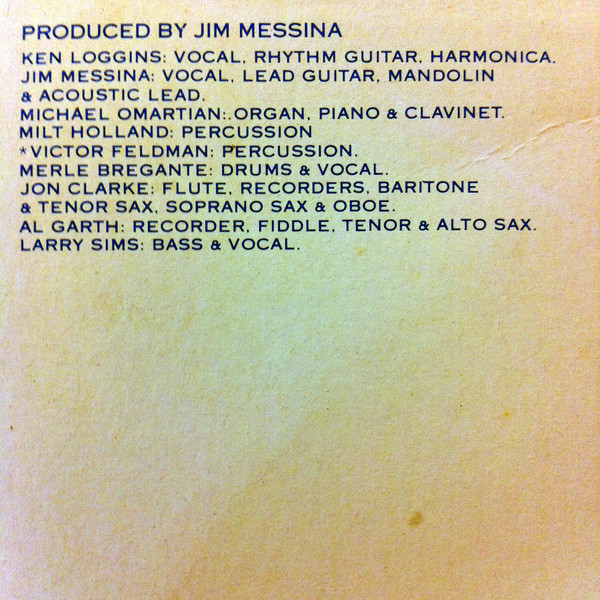 PRODUCED BY JIM MESSINA
KEN LOGGINS: VOCAL, RHYTHM GUITAR, HARMONICA.
JIM MESSINA: VOCAL, LEAD GUITAR, MANDOLIN
& ACOUSTIC LEAD.
MICHAEL OMARTIAN: ORGAN, PIANO & CLAVINET.
MILT HOLLAND: PERCUSSION
*VICTOR FELDMAN: PERCUSSION.
MERLE BREGANTE: DRUMS & VOCAL.
JON CLARKE: FLUTE, RECORDERS, BARITONE
& TENOR SAX, SOPRANO SAX & OBOE.
AL GARTH: RECORDER, FIDDLE, TENOR & ALTO SAX.
LARRY SIMS: BASS & VOCAL.